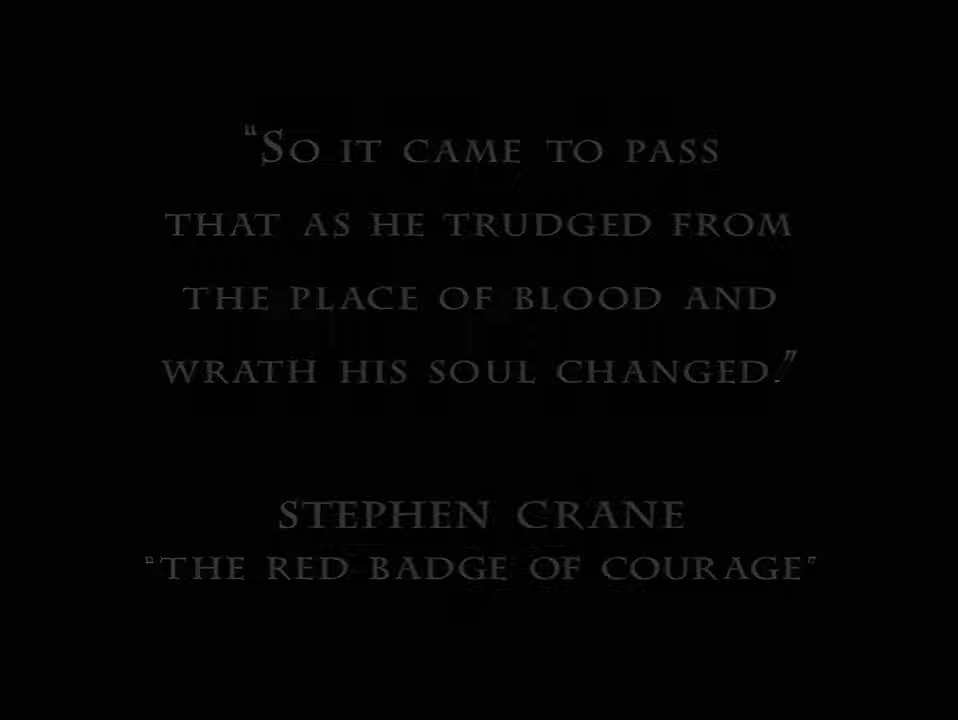 "So it came to pass
that as he trudged from
the place of blood and
wrath his soul changed."
Stephen Crane
"The Red Badge of Courage"